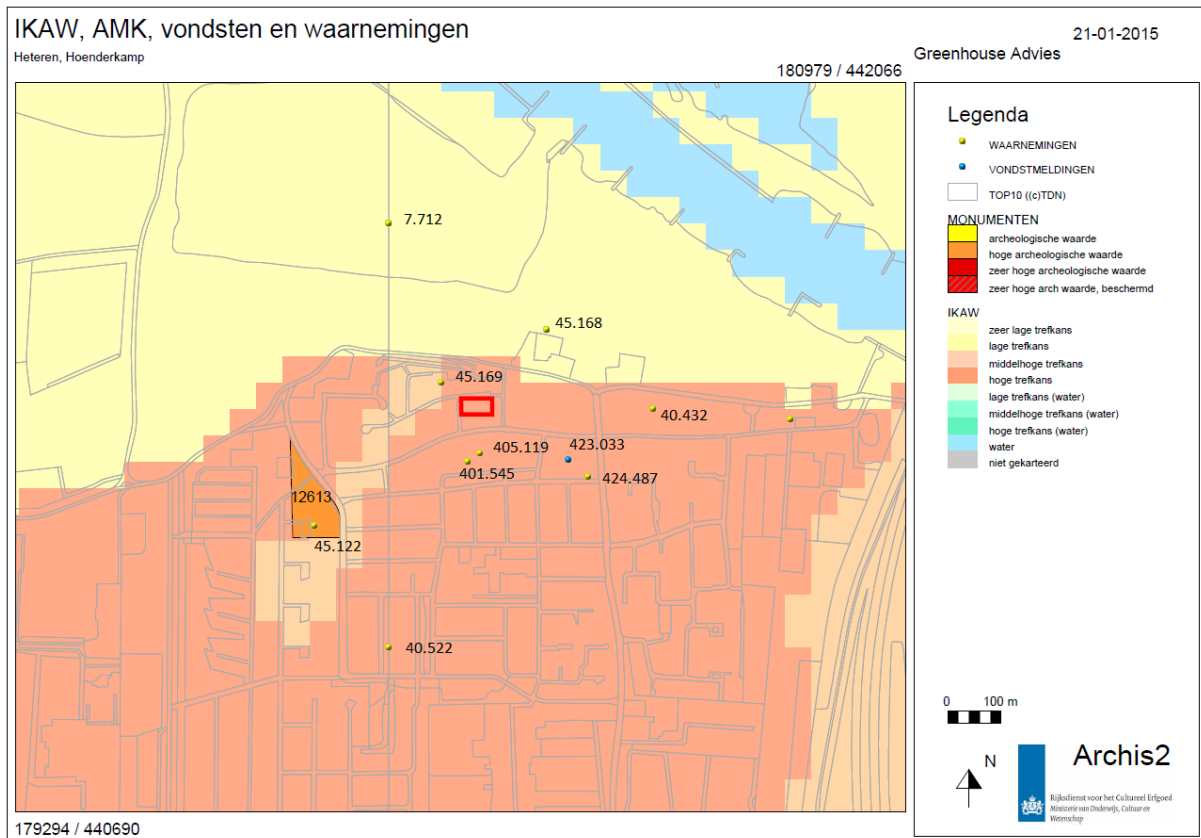 IKAW, AMK, vondsten en waarnemingen
Heteren, Hoenderkamp
21-01-2015
Greenhouse Advies
180979 / 442066
7.712
45.168
45.169
40.432
405.119
423.033
401.545
424.487
12613
45.122
40.522
179294 / 440690
Legenda
WAARNEMINGEN
VONDSTMELDINGEN
TOP10 ((c)TDN)
MONUMENTEN
archeologische waarde
hoge archeologische waarde
zeer hoge archeologische waarde
zeer hoge arch waarde, beschermd
IKAW
zeer lage trefkans
lage trefkans
middelhoge trefkans
hoge trefkans
lage trefkans (water)
middelhoge trefkans (water)
hoge trefkans (water)
water
niet gekarteerd
0 100 m
N
Archis2
Rijksdienst voor het Cultureel Erfgoed
Ministerie van Onderwijs, Cultuur en
Wetenschap